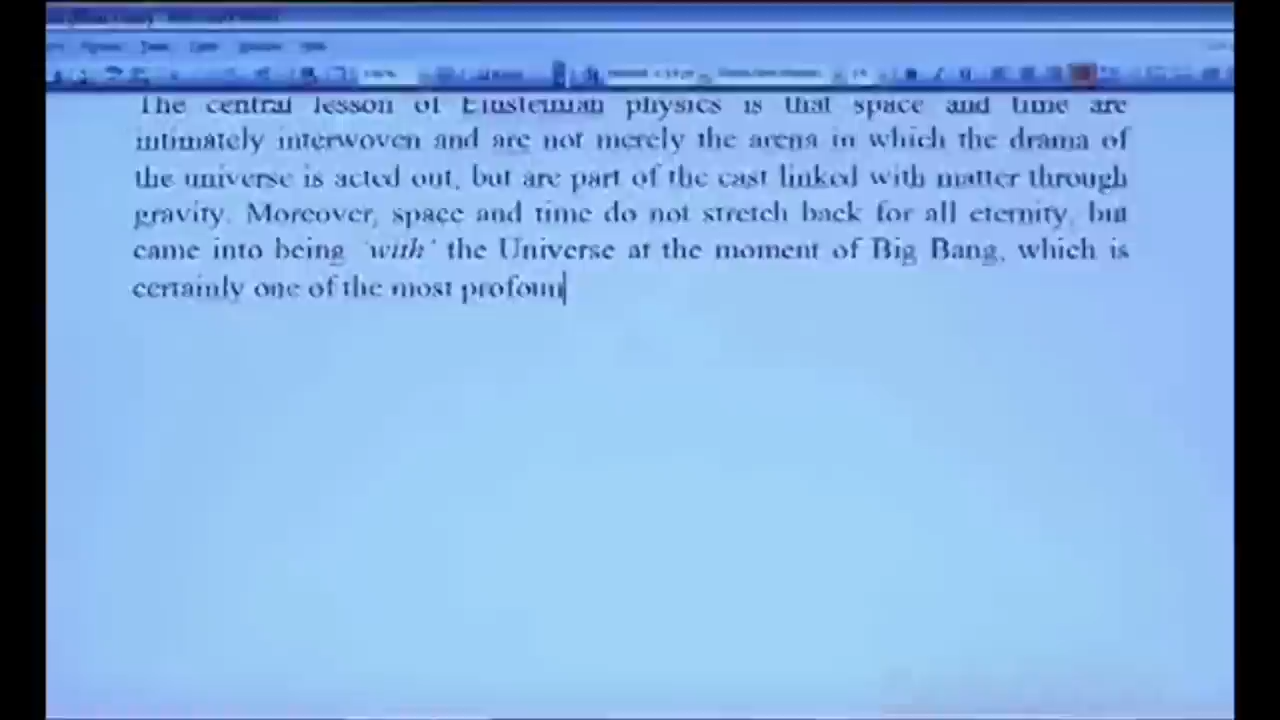 The central lesson of Einsteinian physics is that space and time are
intimately interwoven and are not merely the arena in which the drama of
the universe is acted out, but are part of the cast linked with matter through
gravity. Moreover, space and time do not stretch back for all eternity, but
came into being 'with' the Universe at the moment of Big Bang, which is
certainly one of the most profoun